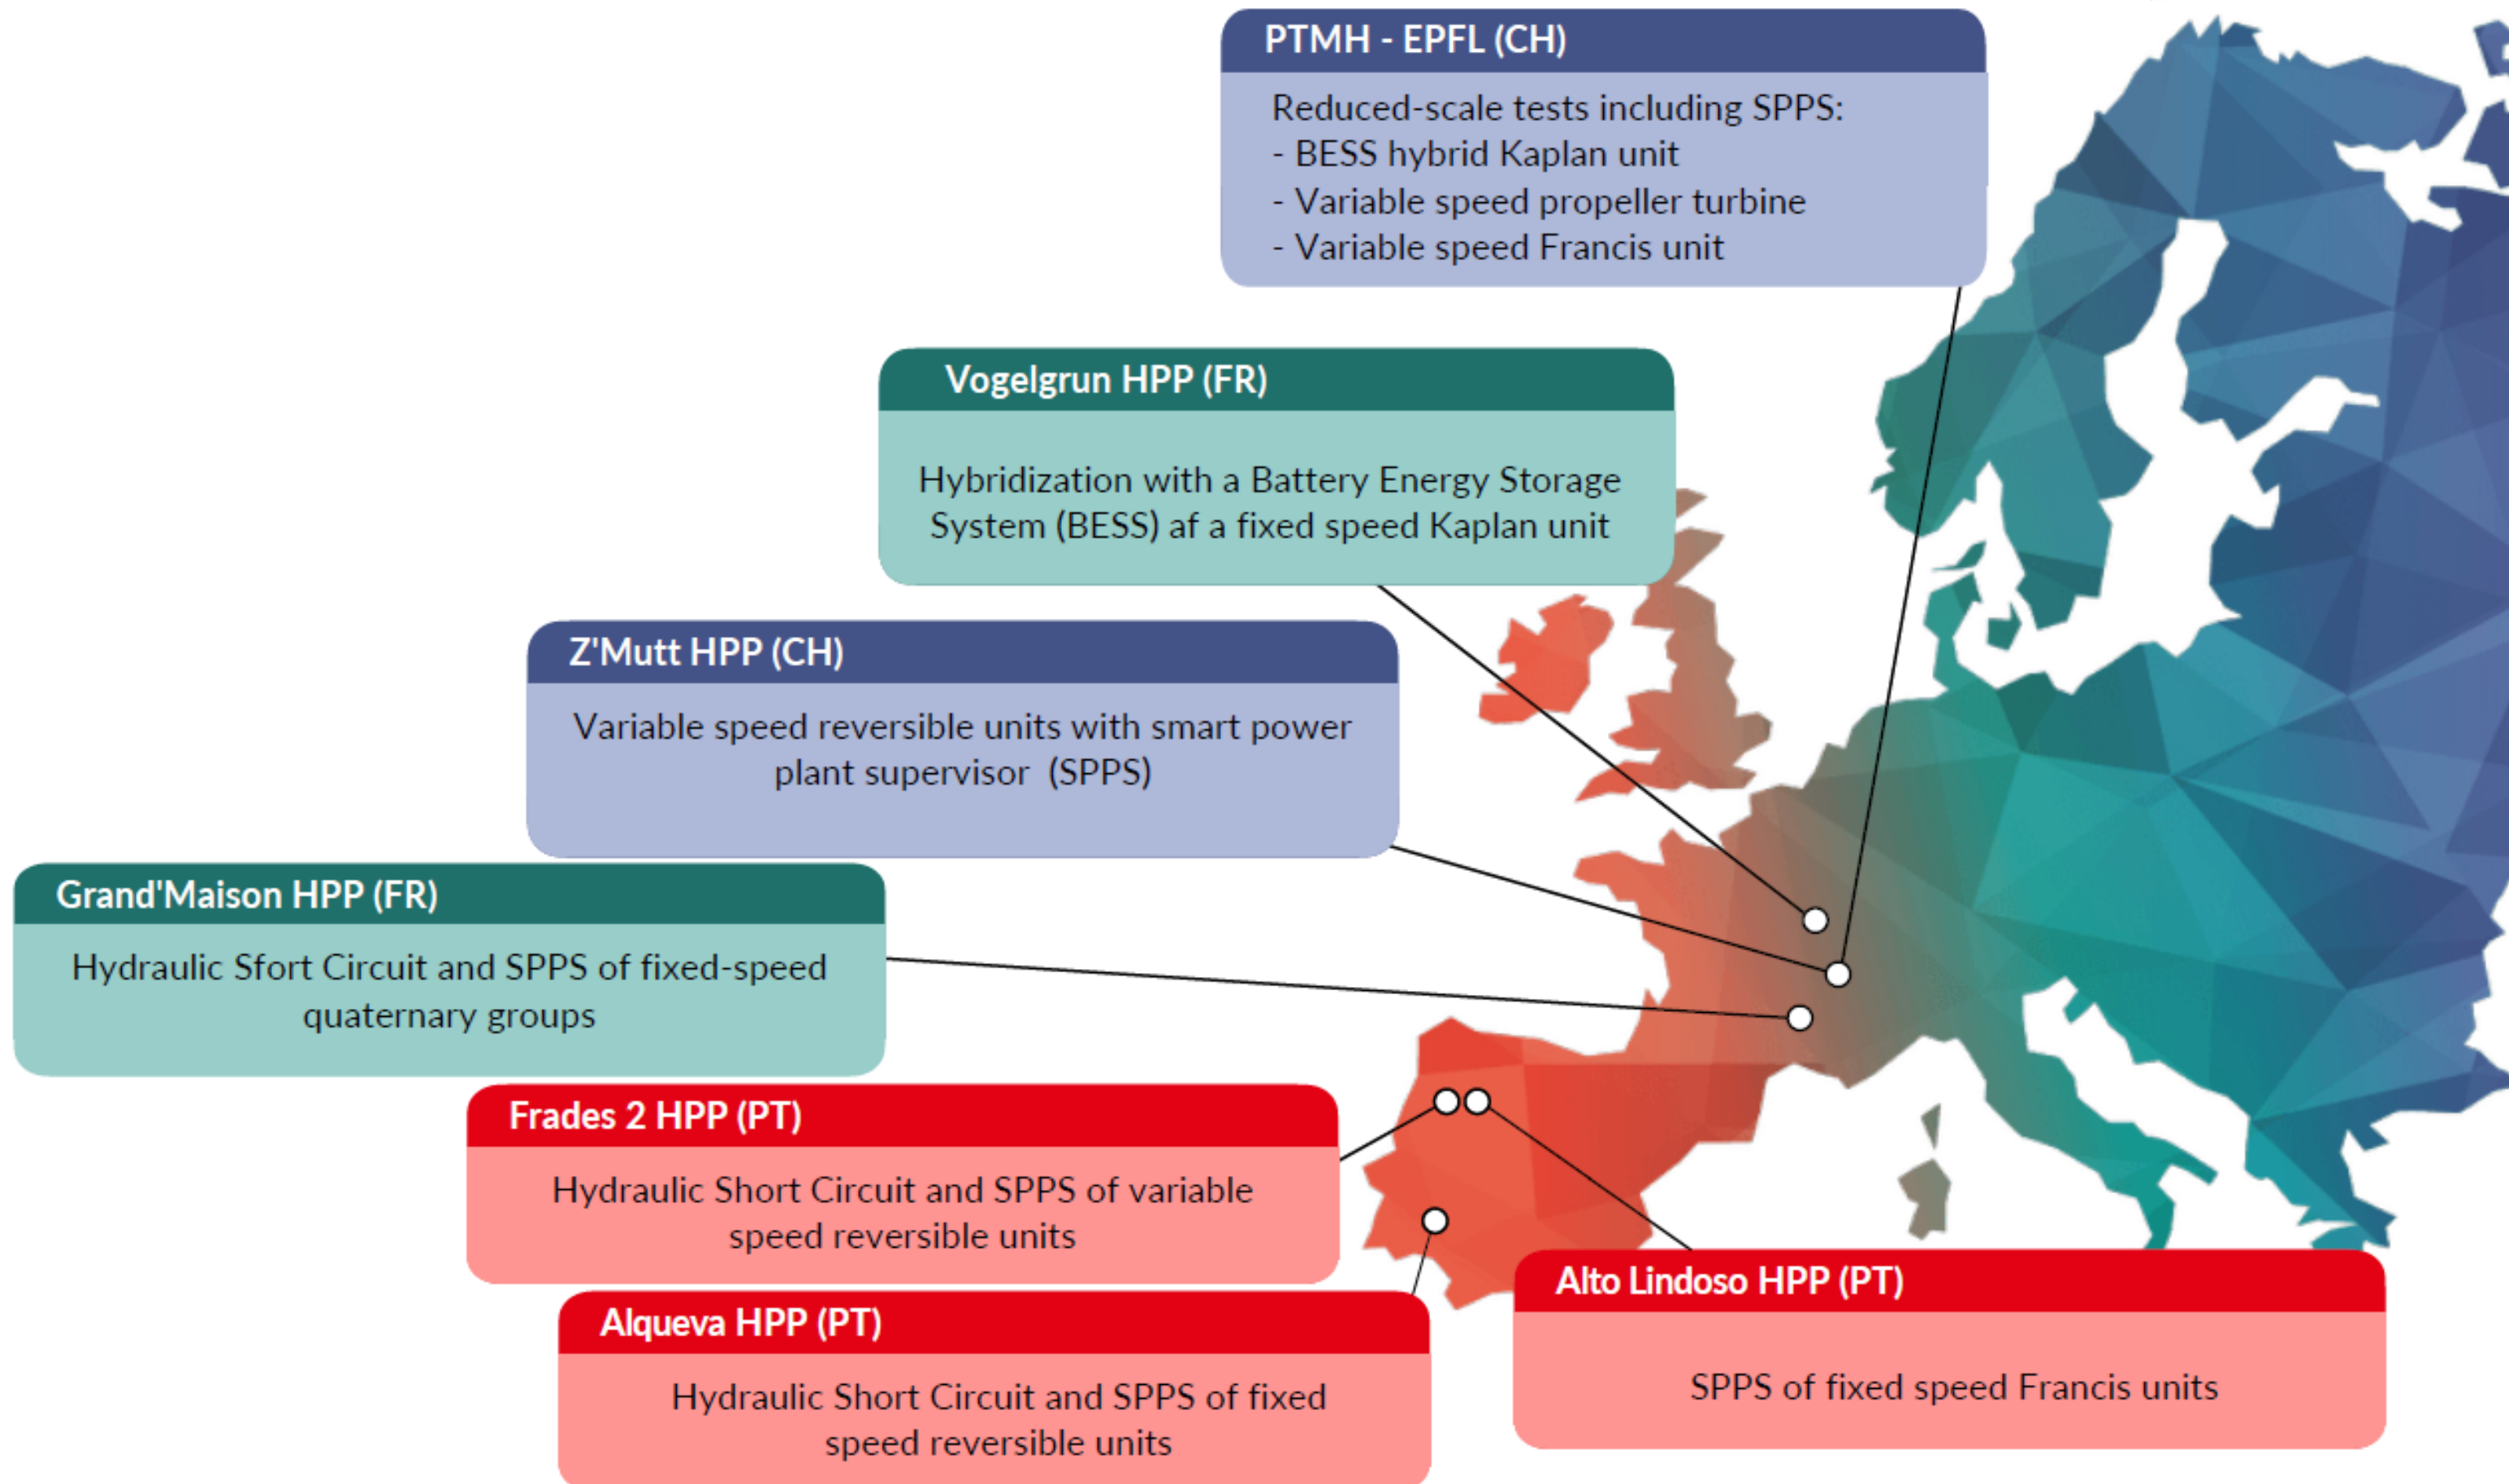 PTMH - EPFL (CH)
Reduced-scale tests including SPPS:
- BESS hybrid Kaplan unit
- Variable speed propeller turbine
- Variable speed Francis unit
Vogelgrun HPP (FR)
Hybridization with a Battery Energy Storage
System (BESS) af a fixed speed Kaplan unit
Z'Mutt HPP (CH)
Variable speed reversible units with smart power
plant supervisor (SPPS)
Grand'Maison HPP (FR)
Hydraulic Sfort Circuit and SPPS of fixed-speed
quaternary groups
Frades 2 HPP (PT)
Hydraulic Short Circuit and SPPS of variable
speed reversible units
Alqueva HPP (PT)
Hydraulic Short Circuit and SPPS of fixed
speed reversible units
Alto Lindoso HPP (PT)
SPPS of fixed speed Francis units